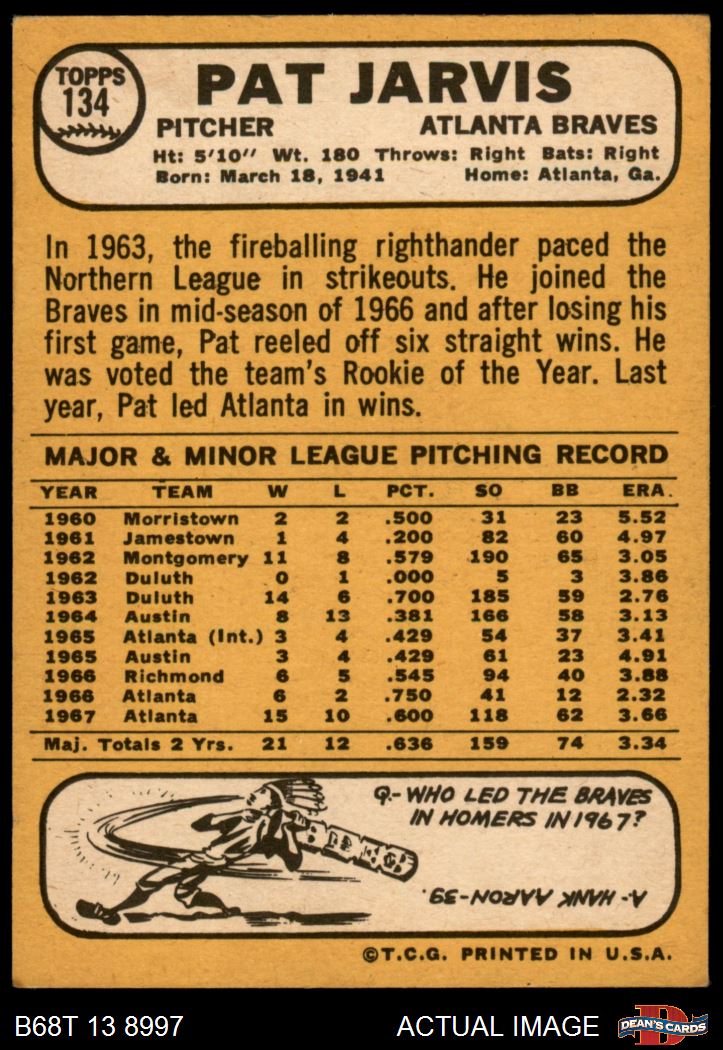 TOPPS
134
PAT JARVIS
PITCHER ATLANTA BRAVES
Ht: 5'10" Wt. 180 Throws: Right Bats: Right
Born: March 18, 1941 Home: Atlanta, Ga.
In 1963, the fireballing righthander paced the
Northern League in strikeouts. He joined the
Braves in mid-season of 1966 and after losing his
first game, Pat reeled off six straight wins. He
was voted the team's Rookie of the Year. Last
year, Pat led Atlanta in wins.
MAJOR & MINOR LEAGUE PITCHING RECORD
YEAR TEAM W L PCT. SO BB ERA.
1960 Morristown 2 2 .500 31 23 5.52
1961 Jamestown 1 4 .200 82 60 4.97
1962 Montgomery 11 8 .579 190 65 3.05
1962 Duluth 0 1 .000 5 3 3.86
1963 Duluth 14 6 .700 185 59 2.76
1964 Austin 8 13 .381 166 58 3.13
1965 Atlanta (Int.) 3 4 .429 54 37 3.41
1965 Austin 3 4 .429 61 23 4.91
1966 Richmond 6 5 .545 94 40 3.88
1966 Atlanta 6 2 .750 41 12 2.32
1967 Atlanta 15 10 .600 118 62 3.66
Maj. Totals 2 Yrs. 21 12 .636 159 74 3.34
Q.- WHO LED THE BRAVES
IN HOMERS IN 1967?
A- HANK AARON-39.
©T.C.G. PRINTED IN U.S.A.
B68T 13 8997 ACTUAL IMAGE
D
DEAN'S CARDS